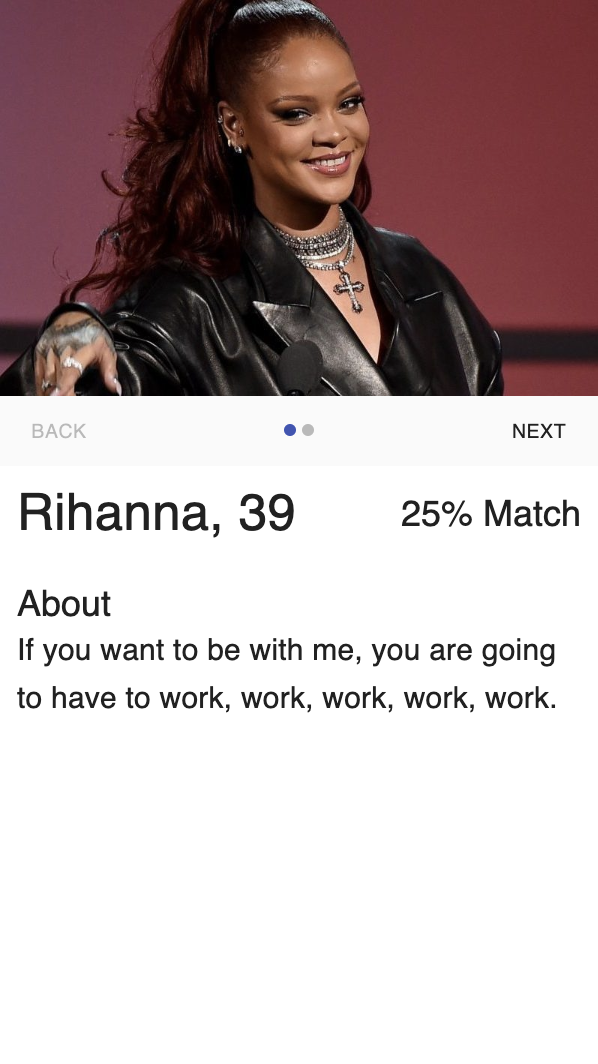 BACK
NEXT
Rihanna, 39
25% Match
About
If you want to be with me, you are going
to have to work, work, work, work, work.